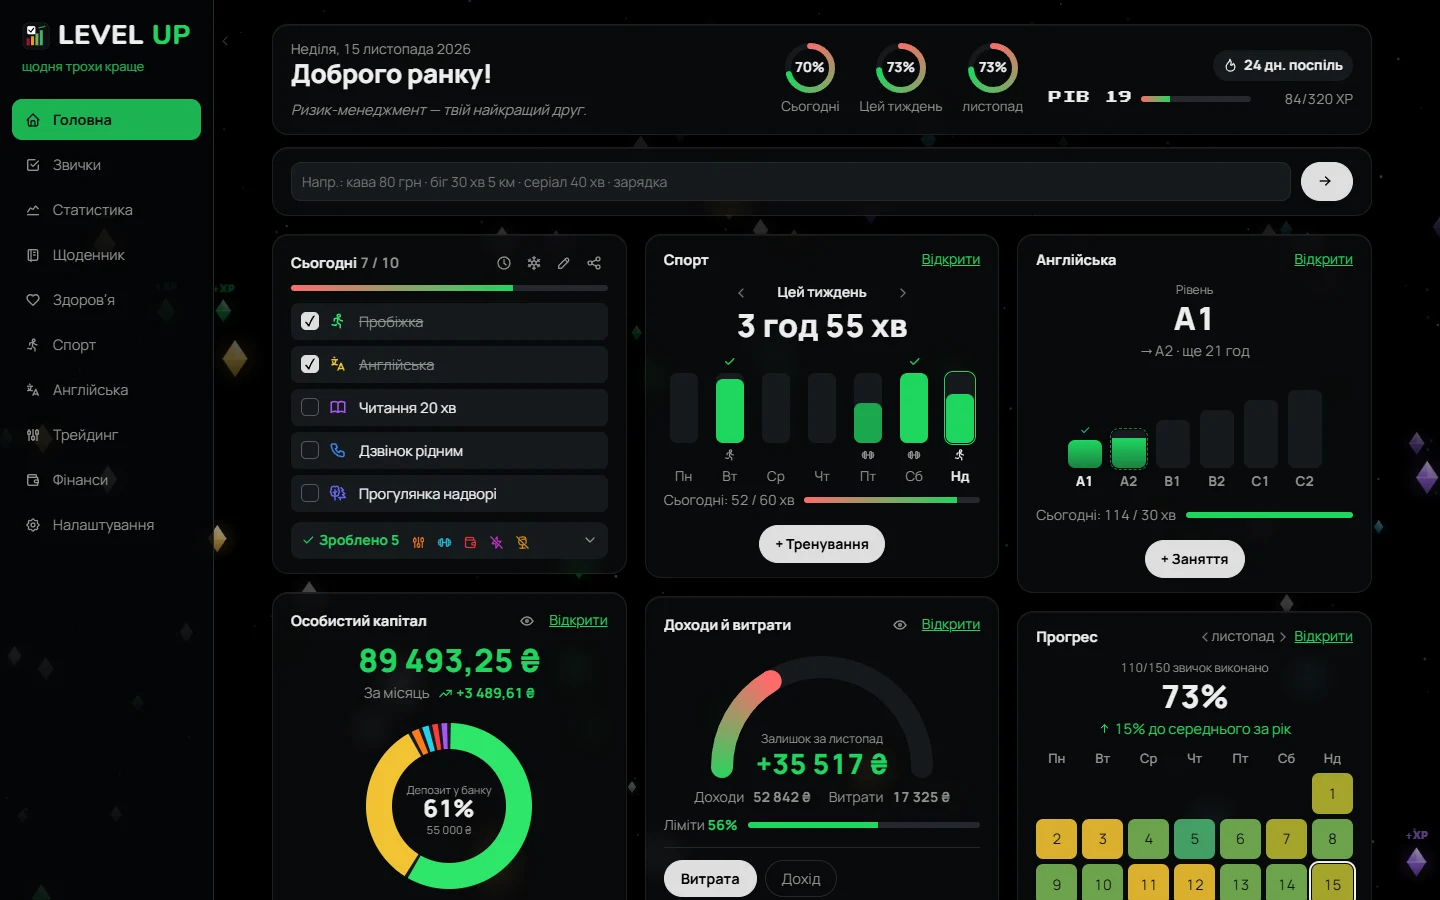 LEVEL UP
щодня трохи краще
Головна
Звички
Статистика
Щоденник
Здоров'я
Спорт
Англійська
Трейдинг
Фінанси
Налаштування
Неділя, 15 листопада 2026
Доброго ранку!
Ризик-менеджмент — твій найкращий друг.
70%
Сьогодні
73%
Цей тиждень
73%
листопад
24 дн. поспіль
РІВ 19
84/320 XP
Напр.: кава 80 грн · біг 30 хв 5 км · серіал 40 хв · зарядка
Сьогодні 7 / 10
Пробіжка
Англійська
Читання 20 хв
Дзвінок рідним
Прогулянка надворі
Зроблено 5
Спорт
Відкрити
Цей тиждень
3 год 55 хв
Пн Вт Ср Чт Пт Сб Нд
Сьогодні: 52 / 60 хв
+ Тренування
Англійська
Відкрити
Рівень
A1
→ A2 · ще 21 год
A1 A2 B1 B2 C1 C2
Сьогодні: 114 / 30 хв
+ Заняття
Особистий капітал
Відкрити
89 493,25 ₴
За місяць +3 489,61 ₴
Депозит у банку
61%
55 000 ₴
Доходи й витрати
Відкрити
Залишок за листопад
+35 517 ₴
Доходи 52 842 ₴ Витрати 17 325 ₴
Ліміти 56%
Витрата
Дохід
Прогрес
листопад
Відкрити
110/150 звичок виконано
73%
↑ 15% до середнього за рік
Пн Вт Ср Чт Пт Сб Нд
1
2 3 4 5 6 7 8
9 10 11 12 13 14 15
+XP
+XP